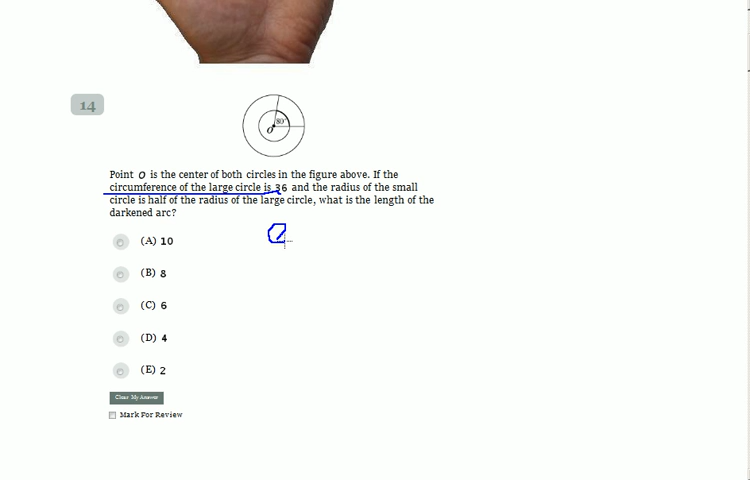 14
80°
O
Point O is the center of both circles in the figure above. If the
circumference of the large circle is 36 and the radius of the small
circle is half of the radius of the large circle, what is the length of the
darkened arc?
(A) 10
(B) 8
(C) 6
(D) 4
(E) 2
Clear My Answer
Mark For Review